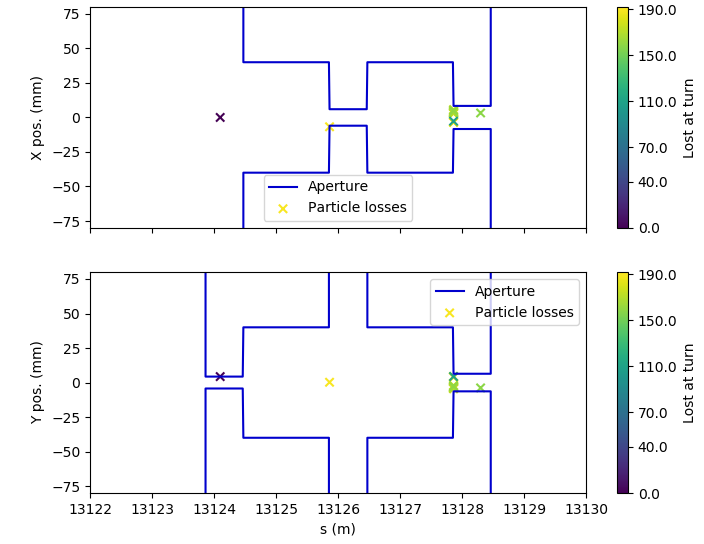 75
50
25
0
−25
−50
−75
X pos. (mm)
Aperture
Particle losses
190.0
150.0
110.0
70.0
40.0
0.0
Lost at turn
75
50
25
0
−25
−50
−75
Y pos. (mm)
Aperture
Particle losses
190.0
150.0
110.0
70.0
40.0
0.0
Lost at turn
13122 13123 13124 13125 13126 13127 13128 13129 13130
s (m)